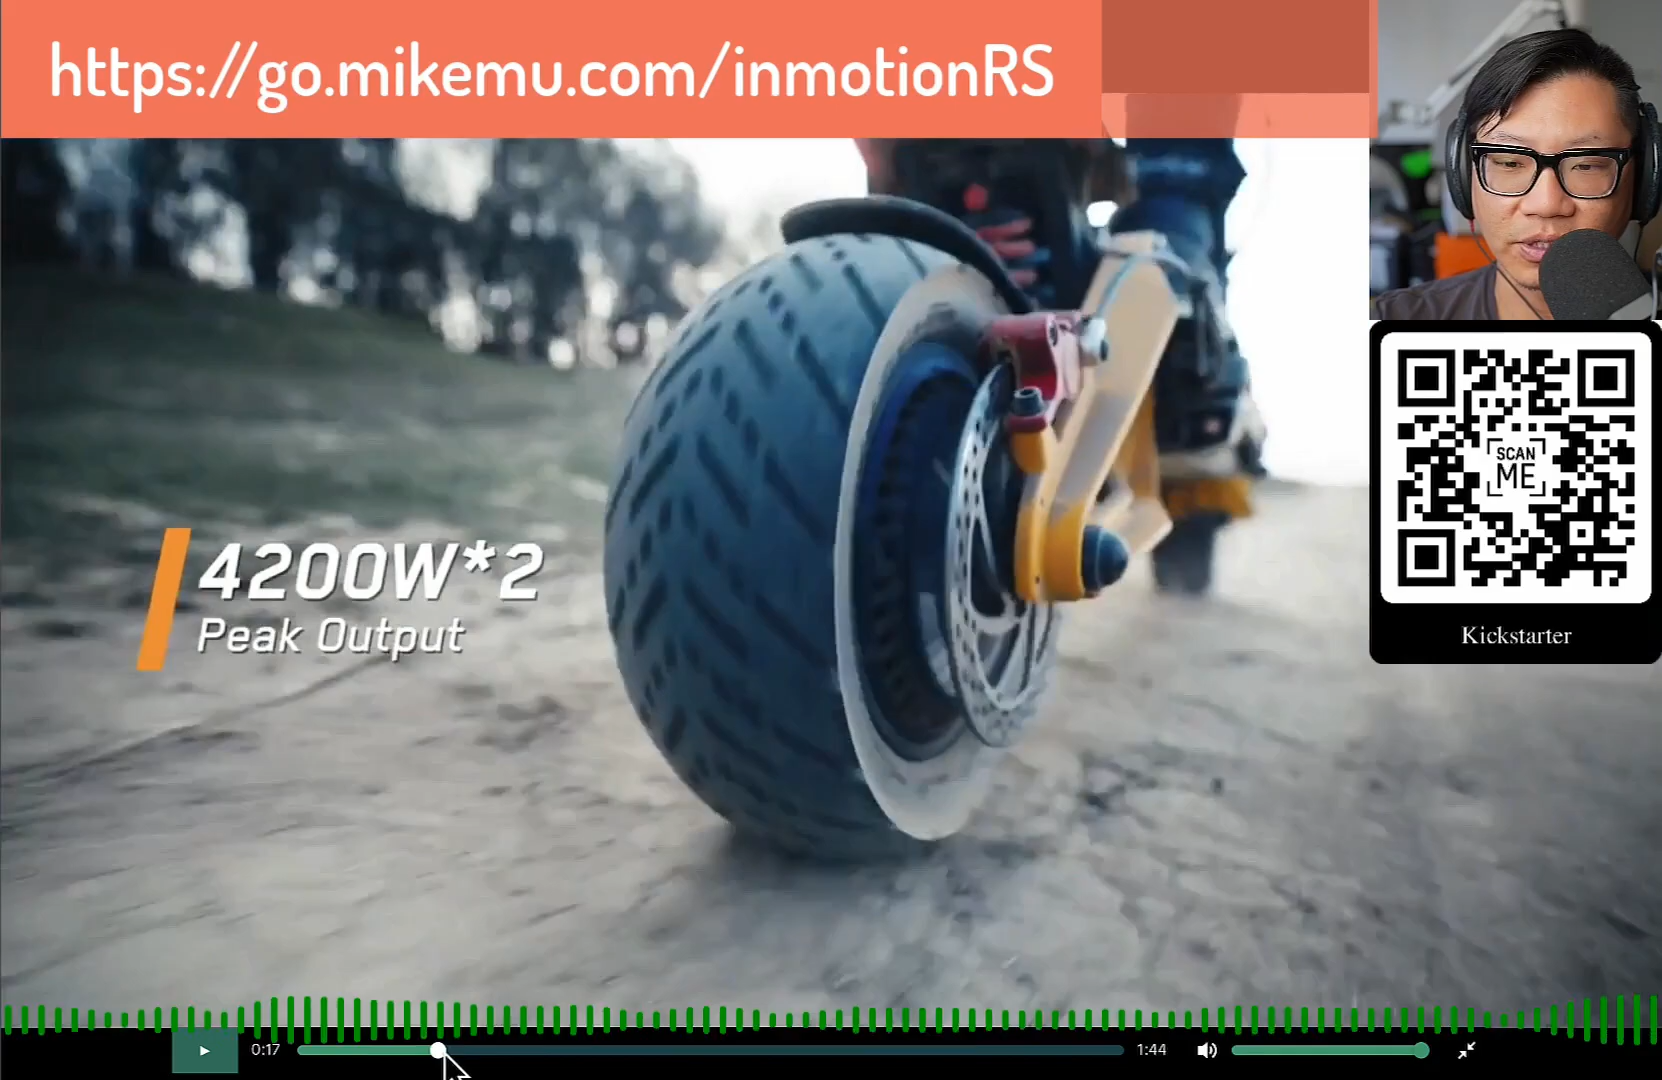 https://go.mikemu.com/inmotionRS
SCAN
ME
4200W*2
Peak Output
Kickstarter
0:17
1:44